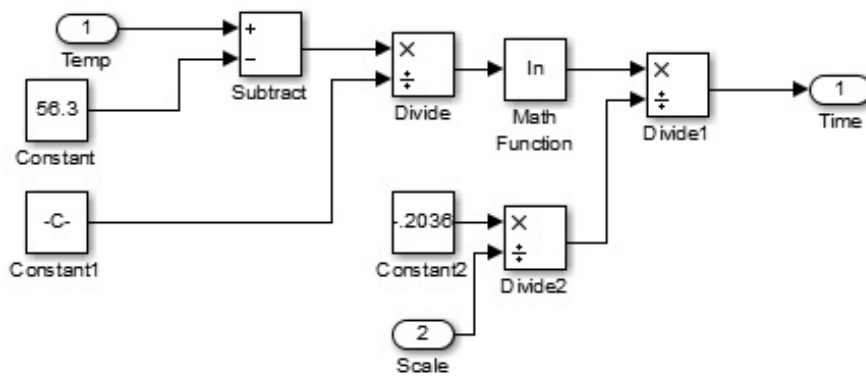 1
Temp
+
−
Subtract
56.3
Constant
×
÷
Divide
ln
Math
Function
×
÷
Divide1
1
Time
-C-
Constant1
-.2036
Constant2
×
÷
Divide2
2
Scale